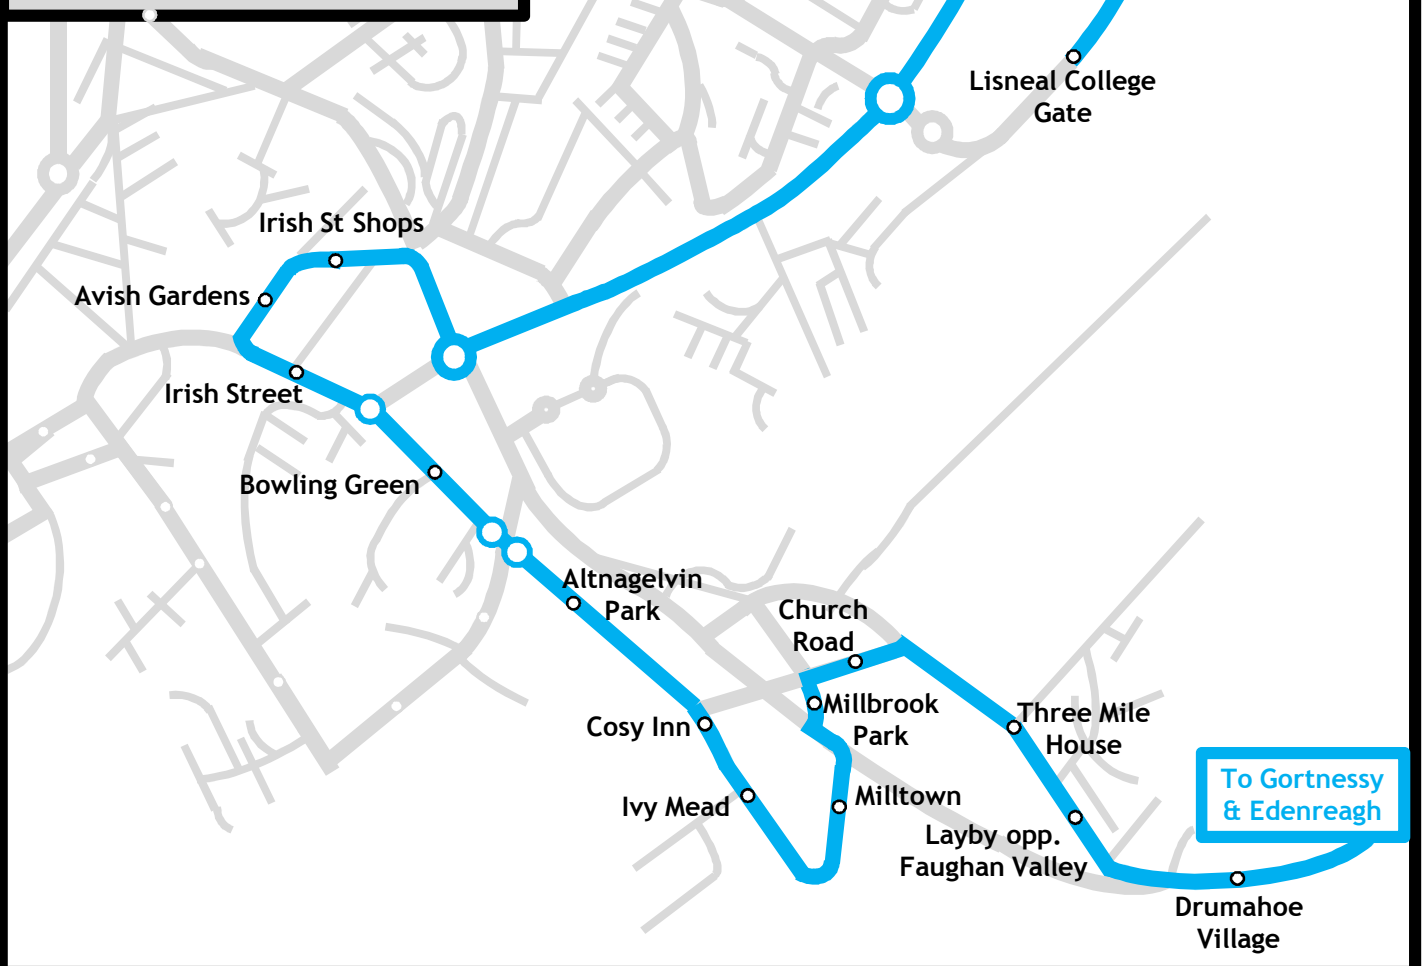 Lisneal College
Gate
Irish St Shops
Avish Gardens
Irish Street
Bowling Green
Altnagelvin
Park
Church
Road
Cosy Inn
Millbrook
Park
Three Mile
House
Ivy Mead
Milltown
To Gortnessy
& Edenreagh
Layby opp.
Faughan Valley
Drumahoe
Village